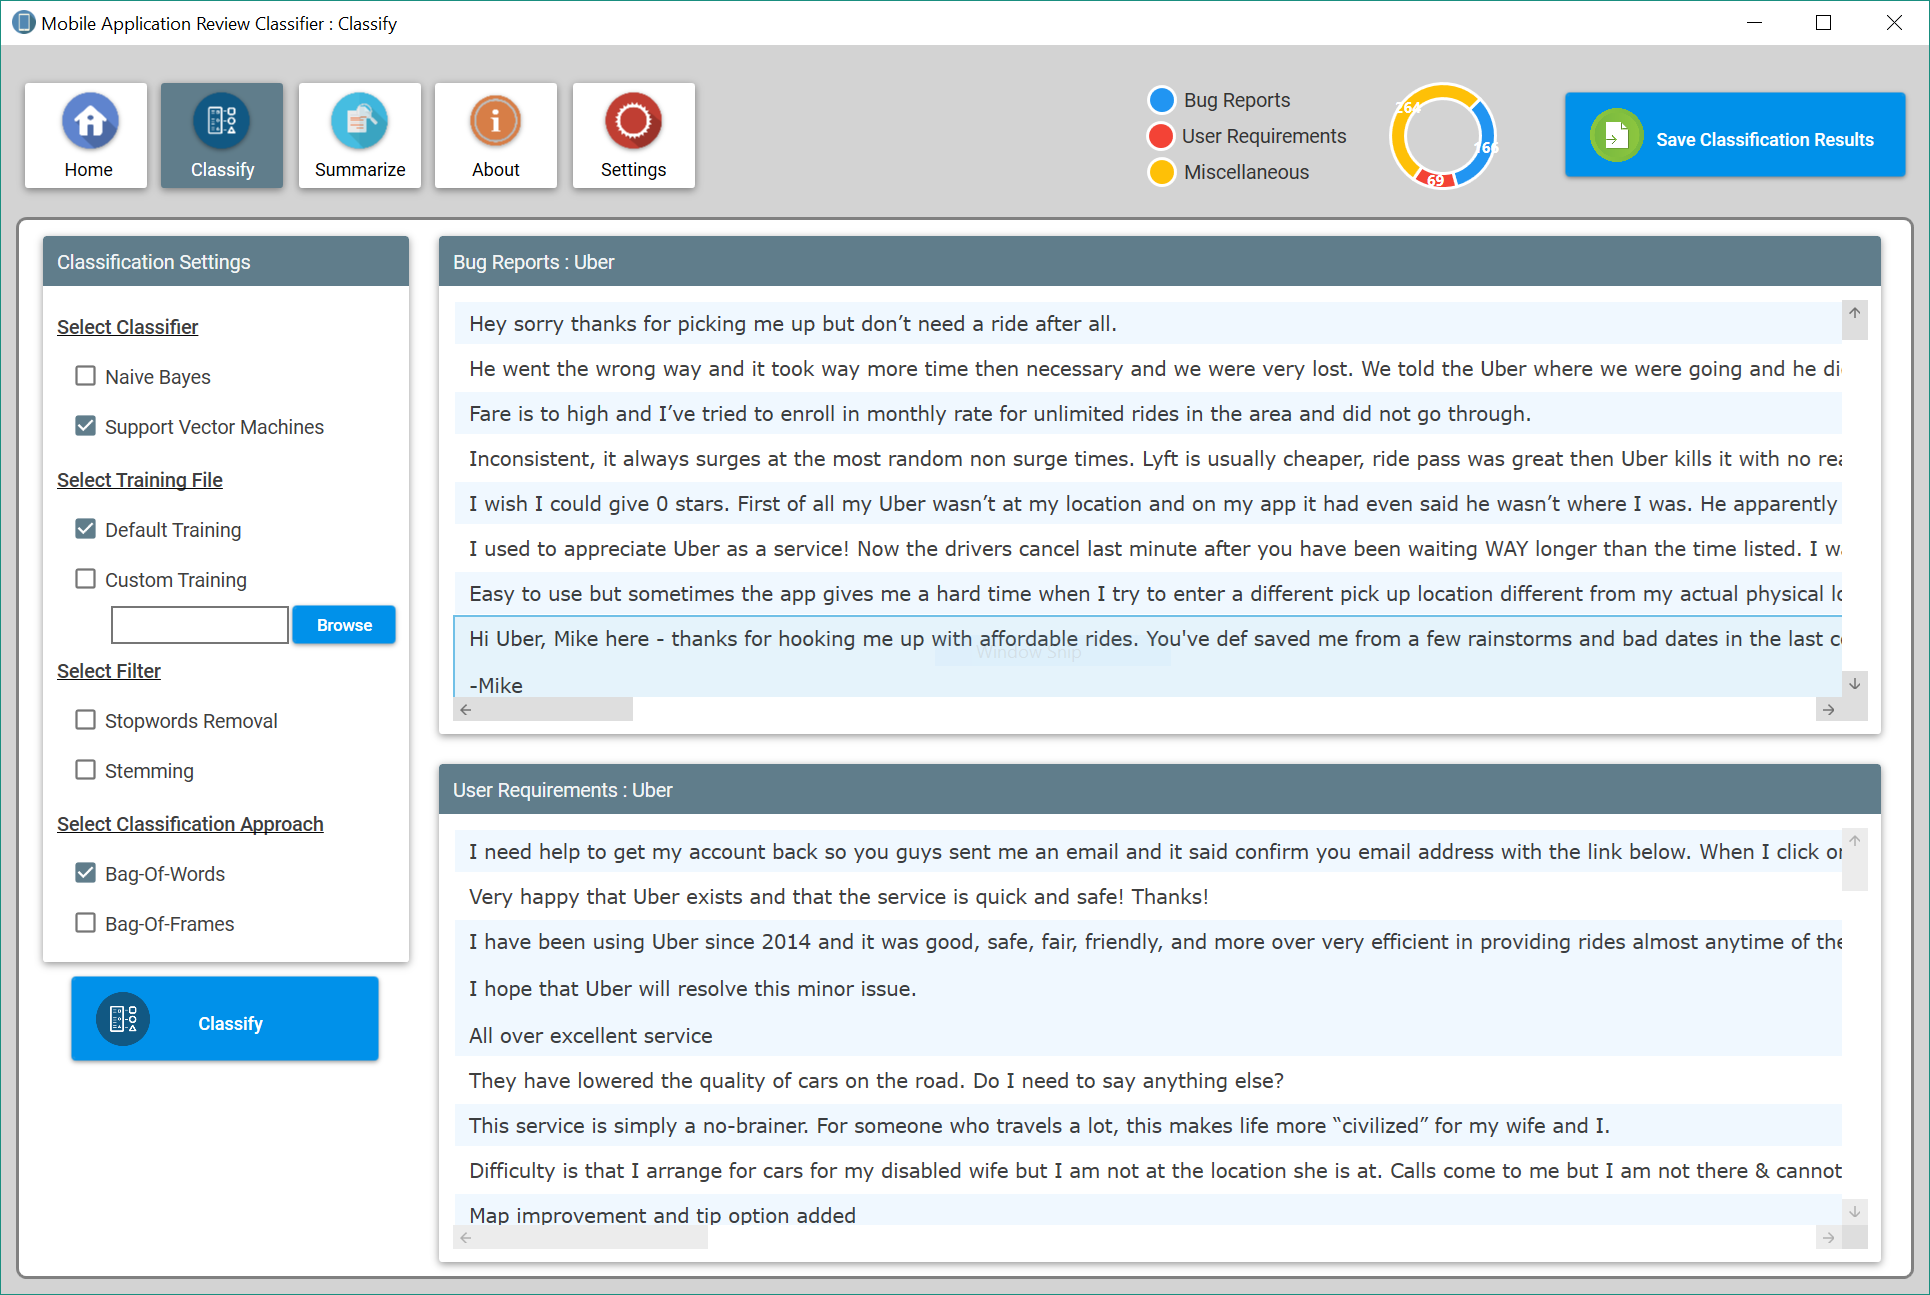 Mobile Application Review Classifier : Classify
Home
Classify
Summarize
About
Settings
Bug Reports
User Requirements
Miscellaneous
264
166
69
Save Classification Results
Classification Settings
Select Classifier
Naive Bayes
Support Vector Machines
Select Training File
Default Training
Custom Training
Browse
Select Filter
Stopwords Removal
Stemming
Select Classification Approach
Bag-Of-Words
Bag-Of-Frames
Classify
Bug Reports : Uber
Hey sorry thanks for picking me up but don’t need a ride after all.
He went the wrong way and it took way more time then necessary and we were very lost. We told the Uber where we were going and he di
Fare is to high and I’ve tried to enroll in monthly rate for unlimited rides in the area and did not go through.
Inconsistent, it always surges at the most random non surge times. Lyft is usually cheaper, ride pass was great then Uber kills it with no rea
I wish I could give 0 stars. First of all my Uber wasn’t at my location and on my app it had even said he wasn’t where I was. He apparently
I used to appreciate Uber as a service! Now the drivers cancel last minute after you have been waiting WAY longer than the time listed. I wa
Easy to use but sometimes the app gives me a hard time when I try to enter a different pick up location different from my actual physical lo
Hi Uber, Mike here - thanks for hooking me up with affordable rides. You've def saved me from a few rainstorms and bad dates in the last co
Window Snip
-Mike
User Requirements : Uber
I need help to get my account back so you guys sent me an email and it said confirm you email address with the link below. When I click on
Very happy that Uber exists and that the service is quick and safe! Thanks!
I have been using Uber since 2014 and it was good, safe, fair, friendly, and more over very efficient in providing rides almost anytime of the
I hope that Uber will resolve this minor issue.
All over excellent service
They have lowered the quality of cars on the road. Do I need to say anything else?
This service is simply a no-brainer. For someone who travels a lot, this makes life more “civilized” for my wife and I.
Difficulty is that I arrange for cars for my disabled wife but I am not at the location she is at. Calls come to me but I am not there & cannot
Map improvement and tip option added